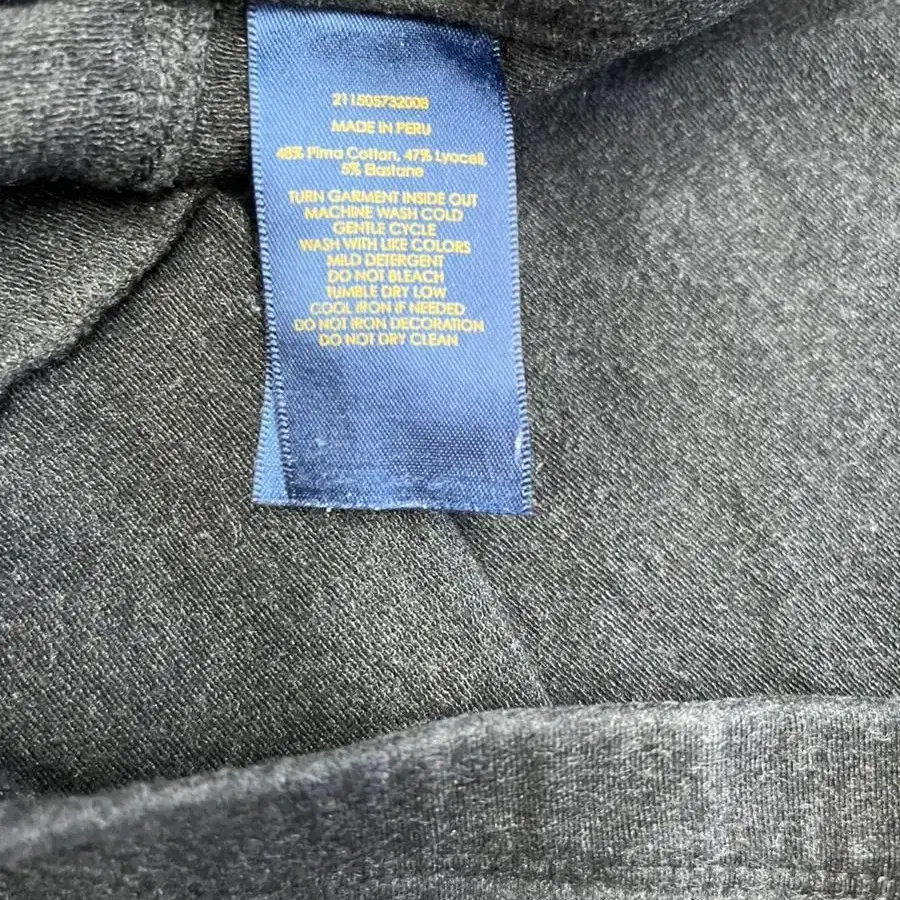 211505732008
MADE IN PERU
48% Pima Cotton, 47% Lyocell,
5% Elastane
TURN GARMENT INSIDE OUT
MACHINE WASH COLD
GENTLE CYCLE
WASH WITH LIKE COLORS
MILD DETERGENT
DO NOT BLEACH
TUMBLE DRY LOW
COOL IRON IF NEEDED
DO NOT IRON DECORATION
DO NOT DRY CLEAN